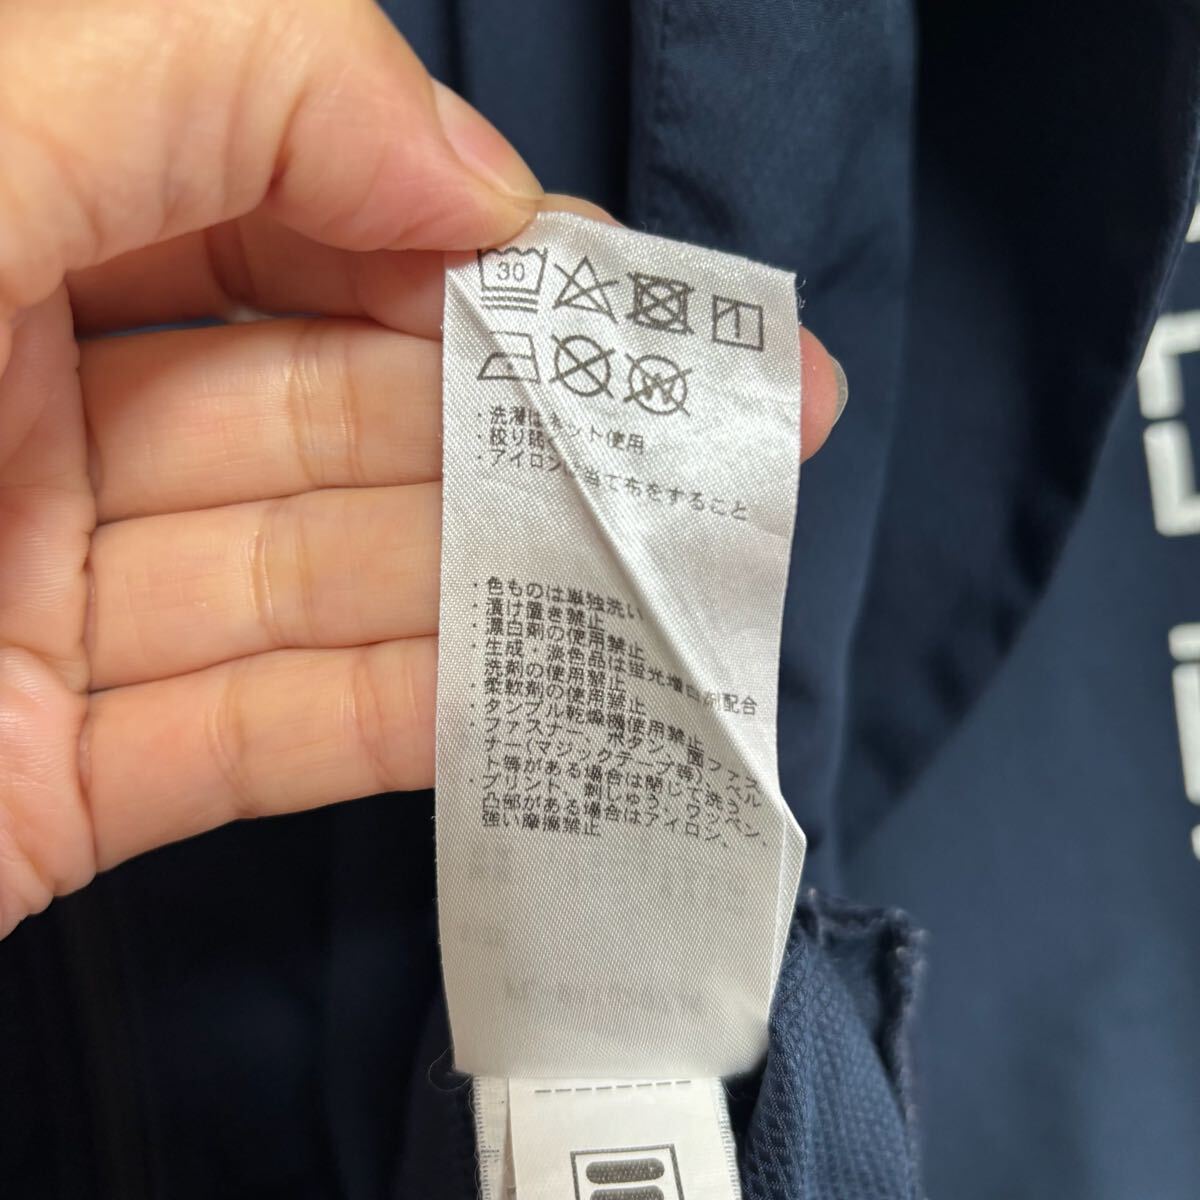 30
W
・洗濯はネット使用
・絞り弱く
・アイロンは当て布をすること
・色ものは単独洗い
・漬け置き禁止
・漂白剤の使用禁止
・生成・淡色品は蛍光増白剤配合
洗剤の使用禁止
・柔軟剤の使用禁止
・タンブル乾燥機使用禁止
・ファスナー、ボタン、面ファス
ナー(マジックテープ等)、ベル
ト等がある場合は閉じて洗う
・プリント、刺しゅう、ワッペン、
凸部がある場合はアイロン、
強い摩擦禁止